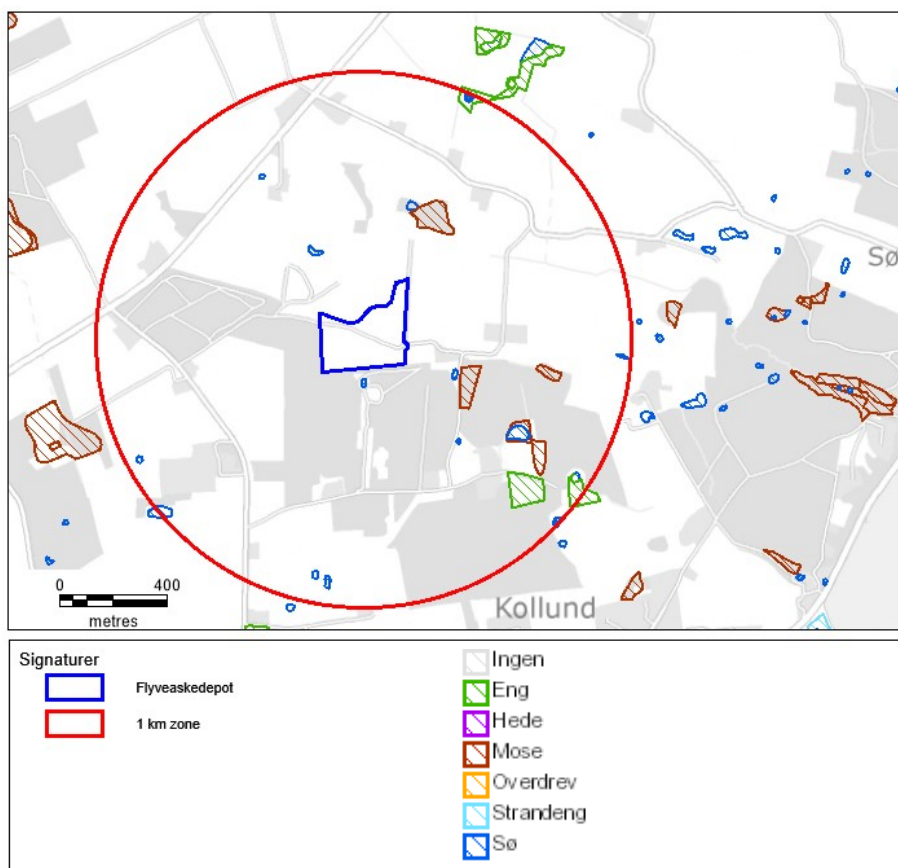 Sø
0 400
metres
Kollund
Signaturer
Flyveaskedepot
1 km zone
Ingen
Eng
Hede
Mose
Overdrev
Strandeng
Sø